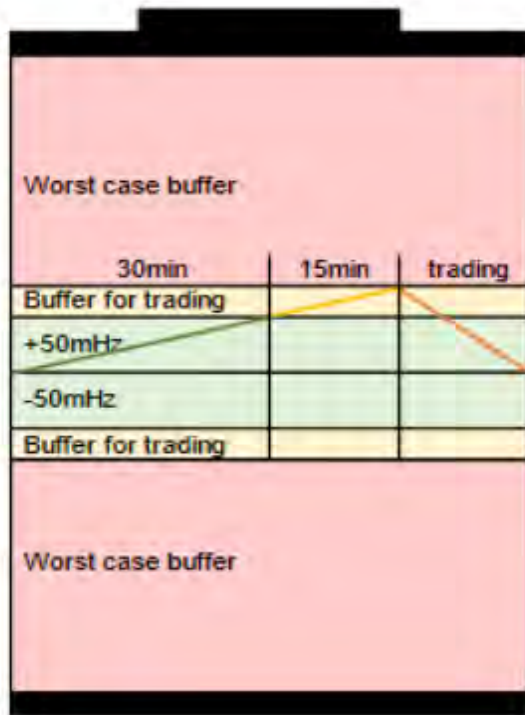 Worst case buffer
30min 15min trading
Buffer for trading
+50mHz
-50mHz
Buffer for trading
Worst case buffer